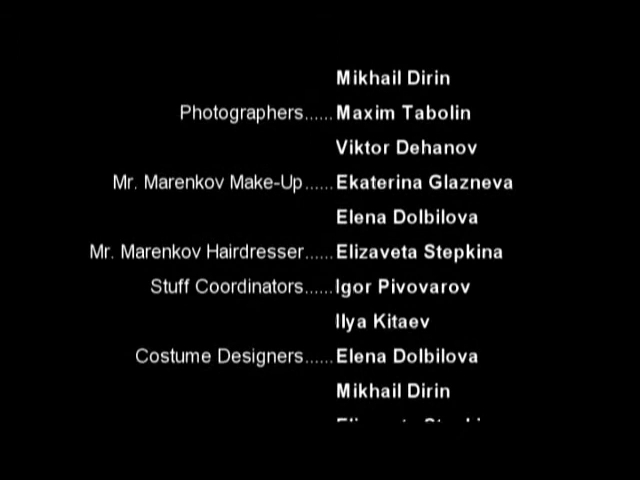 Mikhail Dirin
Photographers......Maxim Tabolin
Viktor Dehanov
Mr. Marenkov Make-Up......Ekaterina Glazneva
Elena Dolbilova
Mr. Marenkov Hairdresser......Elizaveta Stepkina
Stuff Coordinators......Igor Pivovarov
Ilya Kitaev
Costume Designers......Elena Dolbilova
Mikhail Dirin